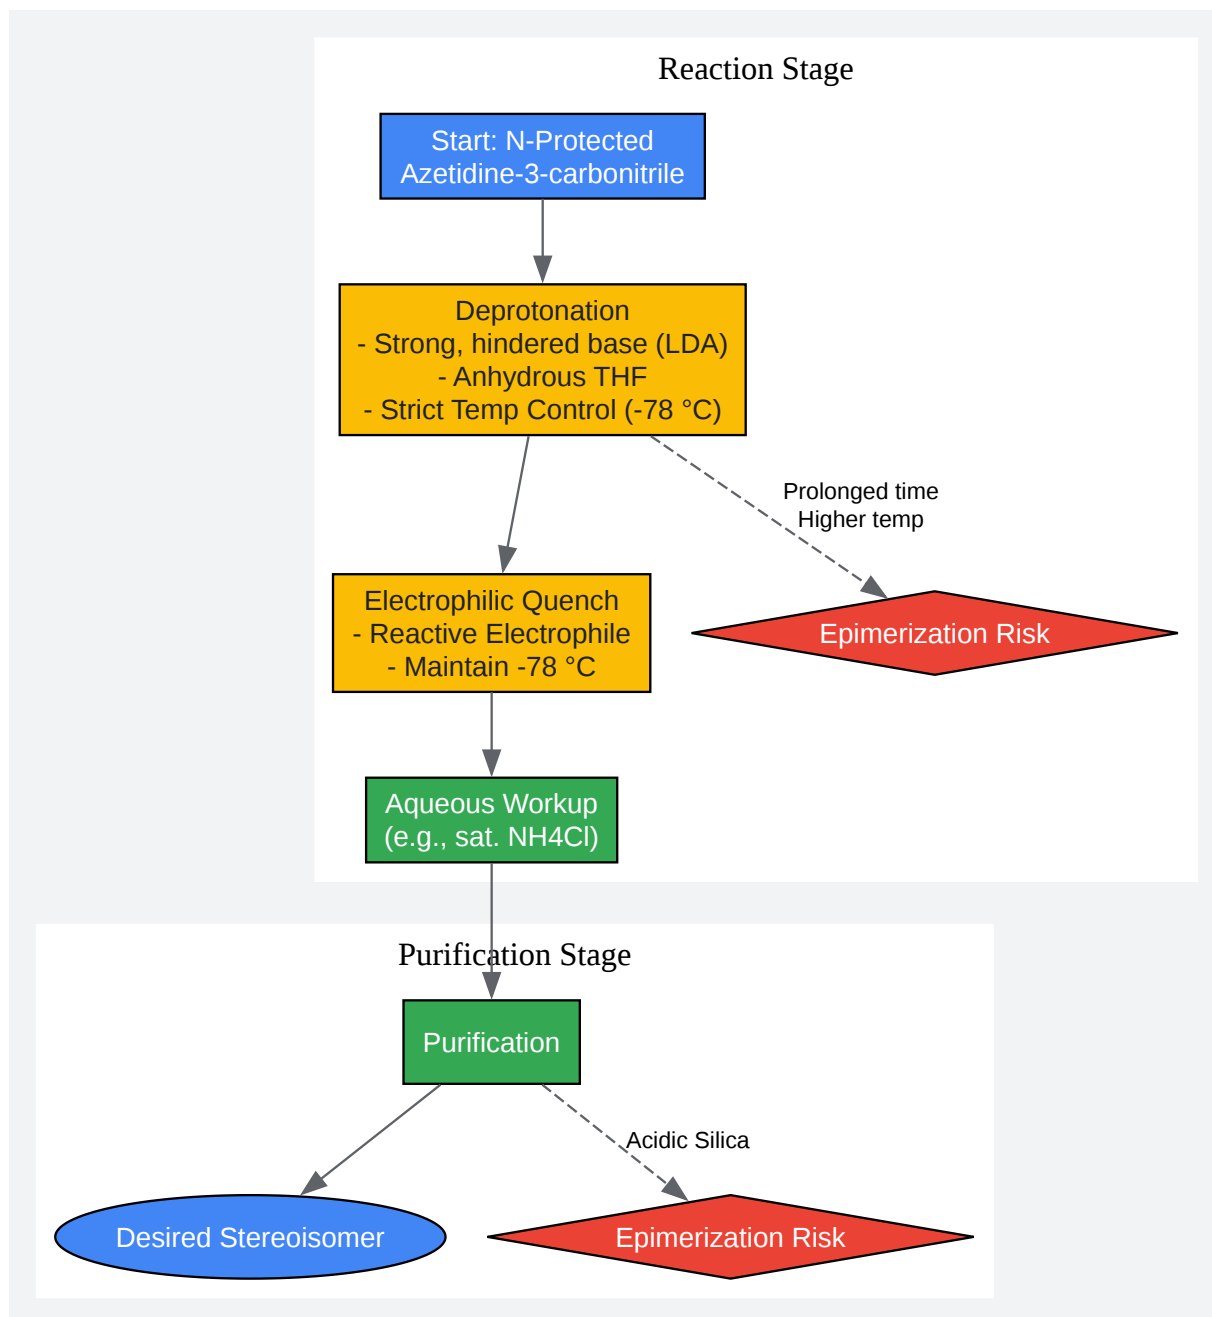 Reaction Stage
Start: N-Protected
Azetidine-3-carbonitrile
Deprotonation
- Strong, hindered base (LDA)
- Anhydrous THF
- Strict Temp Control (-78 °C)
Prolonged time
Higher temp
Electrophilic Quench
- Reactive Electrophile
- Maintain -78 °C
Epimerization Risk
Aqueous Workup
(e.g., sat. NH4Cl)
Purification Stage
Purification
Acidic Silica
Desired Stereoisomer
Epimerization Risk